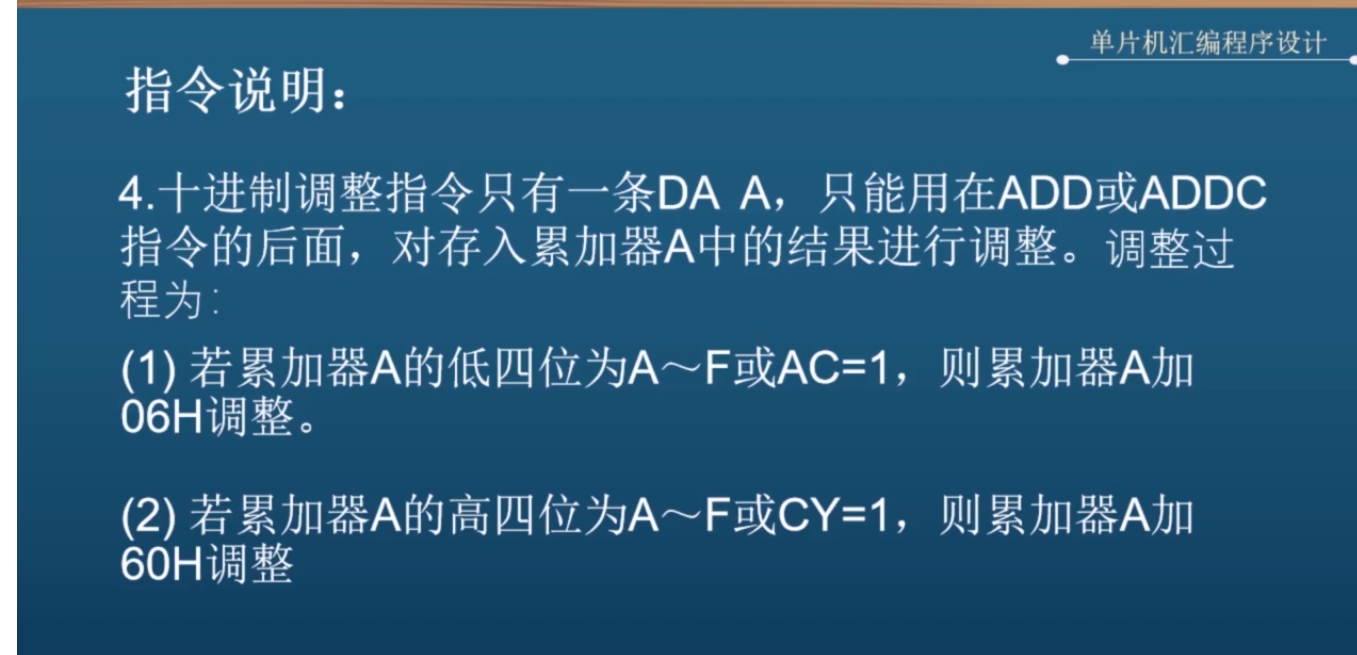 单片机汇编程序设计
指令说明：
4.十进制调整指令只有一条DA A，只能用在ADD或ADDC
指令的后面，对存入累加器A中的结果进行调整。调整过
程为：
(1) 若累加器A的低四位为A～F或AC=1，则累加器A加
06H调整。
(2) 若累加器A的高四位为A～F或CY=1，则累加器A加
60H调整